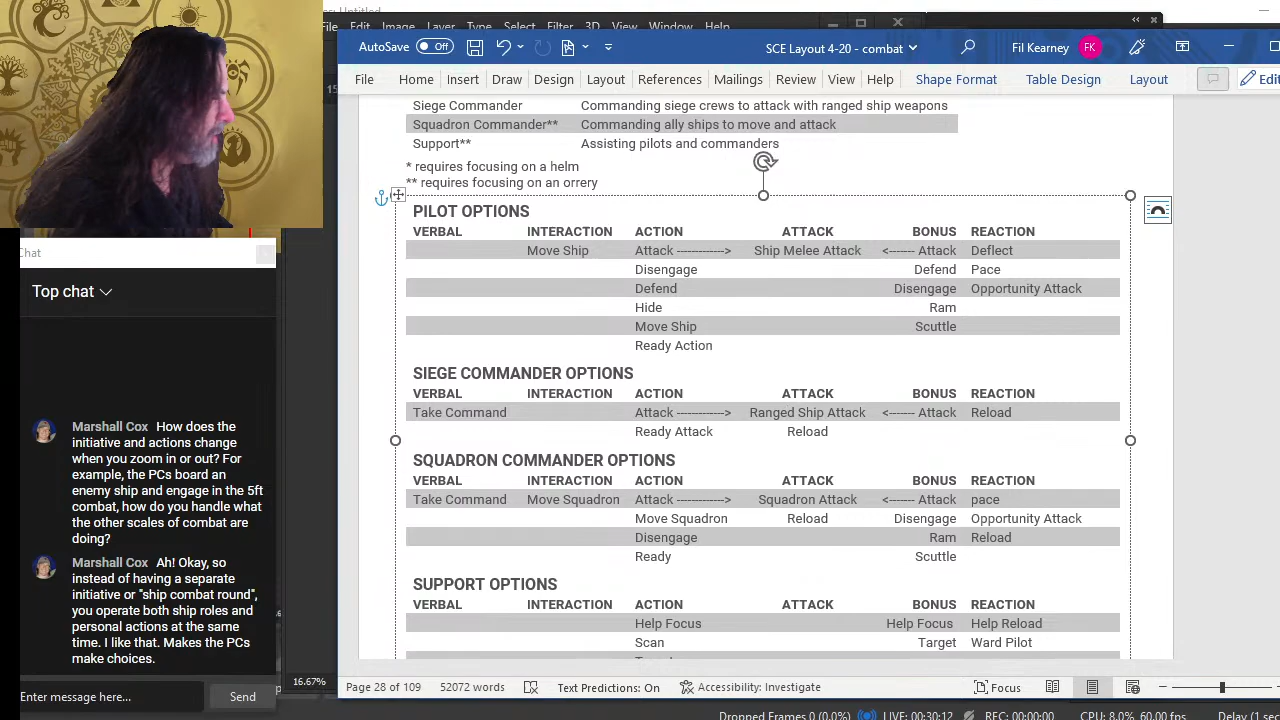 File Edit Image Layer Type Select Filter 3D View Window Help
AutoSave Off
SCE Layout 4-20 - combat
Fil Kearney FK
File Home Insert Draw Design Layout References Mailings Review View Help Shape Format Table Design Layout
Siege Commander Commanding siege crews to attack with ranged ship weapons
Squadron Commander** Commanding ally ships to move and attack
Support** Assisting pilots and commanders
* requires focusing on a helm
** requires focusing on an orrery
PILOT OPTIONS
VERBAL INTERACTION ACTION ATTACK BONUS REACTION
Move Ship Attack -------------> Ship Melee Attack <------- Attack Deflect
Disengage Defend Pace
Defend Disengage Opportunity Attack
Hide Ram
Move Ship Scuttle
Ready Action
SIEGE COMMANDER OPTIONS
VERBAL INTERACTION ACTION ATTACK BONUS REACTION
Take Command Attack -------------> Ranged Ship Attack <------- Attack Reload
Ready Attack Reload
SQUADRON COMMANDER OPTIONS
VERBAL INTERACTION ACTION ATTACK BONUS REACTION
Take Command Move Squadron Attack -------------> Squadron Attack <------- Attack pace
Move Squadron Reload Disengage Opportunity Attack
Disengage Ram Reload
Ready Scuttle
SUPPORT OPTIONS
VERBAL INTERACTION ACTION ATTACK BONUS REACTION
Help Focus Help Focus Help Reload
Scan Target Ward Pilot
Page 28 of 109 52072 words Text Predictions: On Accessibility: Investigate Focus
Chat
Top chat
Marshall Cox How does the
initiative and actions change
when you zoom in or out? For
example, the PCs board an
enemy ship and engage in the 5ft
combat, how do you handle what
the other scales of combat are
doing?
Marshall Cox Ah! Okay, so
instead of having a separate
initiative or "ship combat round",
you operate both ship roles and
personal actions at the same
time. I like that. Makes the PCs
make choices.
Enter message here... Send
16.67%
Dropped Frames 0 (0.0%) LIVE: 00:30:12 REC: 00:00:00 CPU: 8.0%, 60.00 fps Delay (1 sec